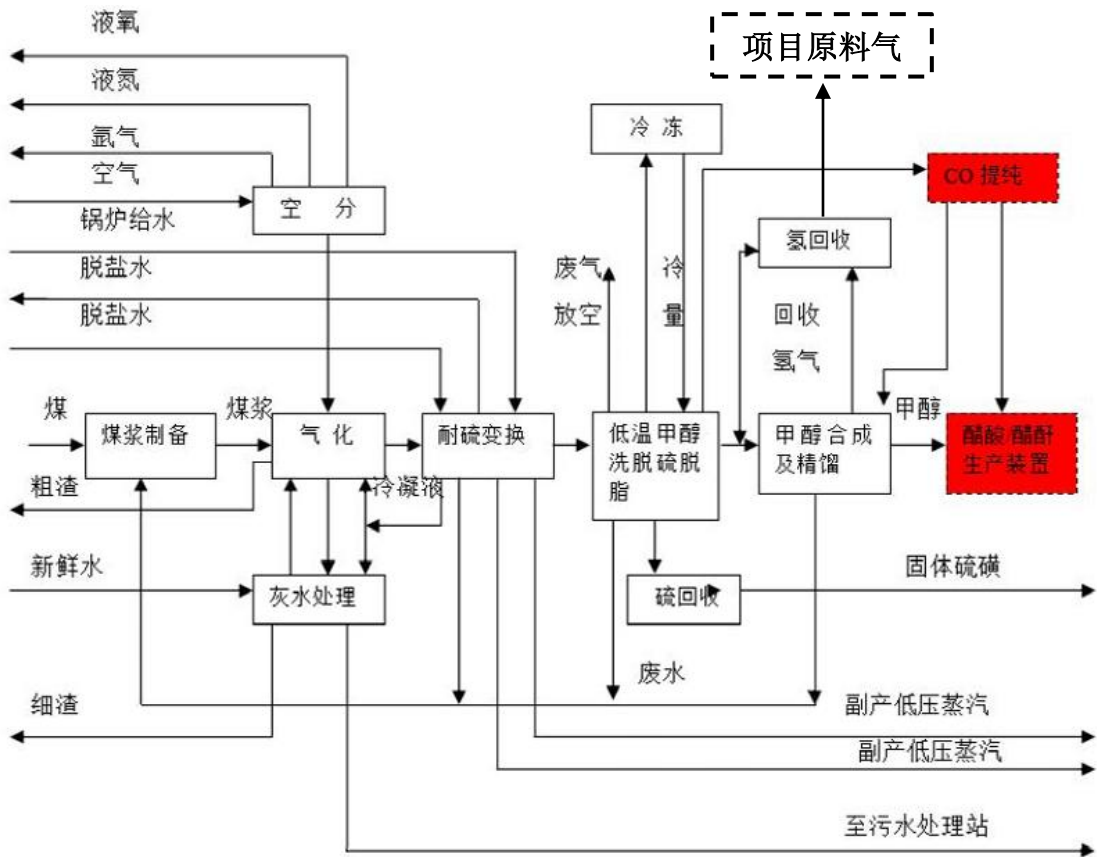 液氧
项目原料气
液氮
冷 冻
氩气
空气
CO 提纯
空 分
锅炉给水
氢回收
脱盐水
废气
放空
冷
量
脱盐水
回收
氢气
煤
煤浆
甲醇
煤浆制备
气 化
耐硫变换
低温甲醇
洗脱硫脱
脂
甲醇合成
及精馏
醋酸/醋酐
生产装置
粗渣
冷凝液
新鲜水
固体硫磺
灰水处理
硫回收
废水
细渣
副产低压蒸汽
副产低压蒸汽
至污水处理站